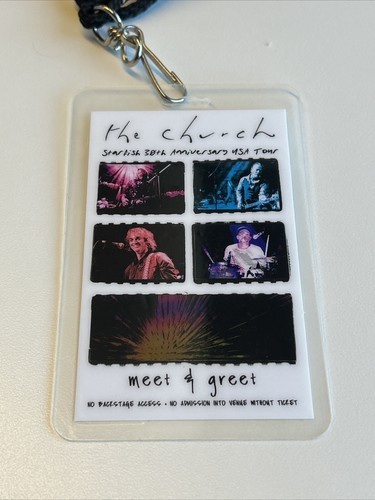 the church
Starfish 30th Anniversary USA Tour
meet & greet
NO BACKSTAGE ACCESS - NO ADMISSION INTO VENUE WITHOUT TICKET